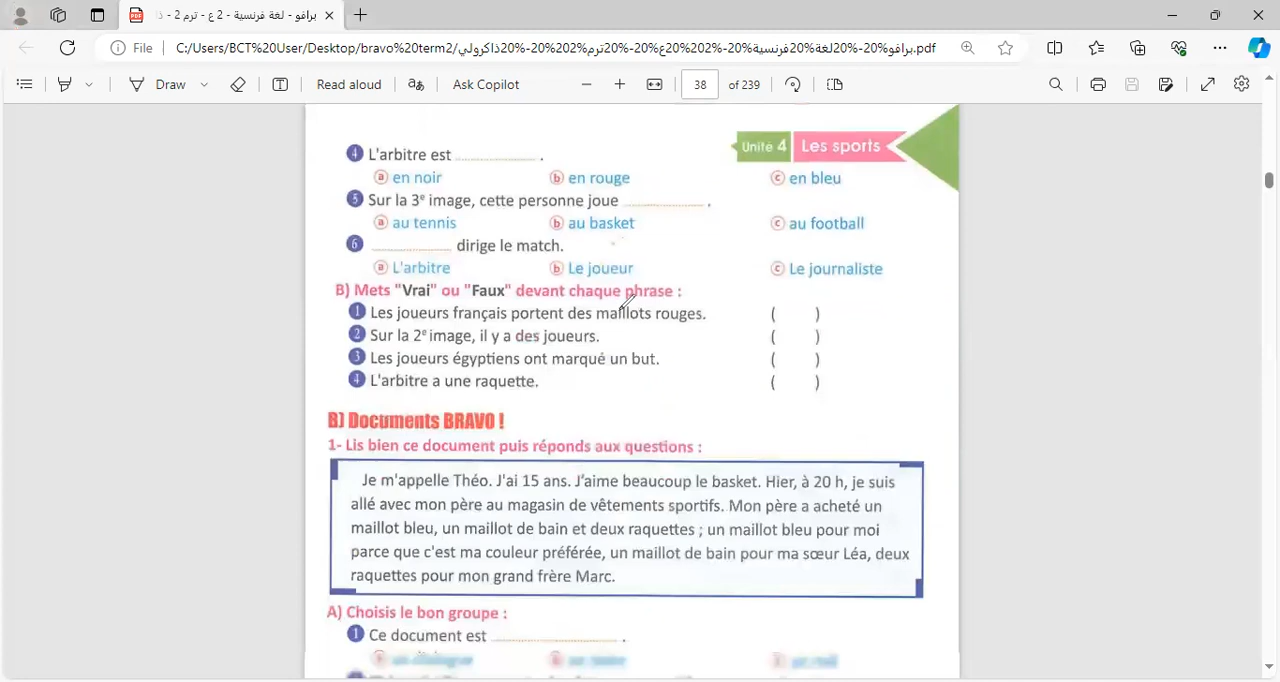 برافو - لغة فرنسية - 2 ع - ترم 2 - ذا
File
C:/Users/BCT%20User/Desktop/bravo%20term2/برافو%20-%20لغة%20فرنسية%20-%202%20ع%20-%20ترم%202%20-%20ذاكرولي.pdf
Draw
Read aloud
aあ
Ask Copilot
38 of 239
Unité 4 Les sports
4 L'arbitre est .................... .
a en noir b en rouge c en bleu
5 Sur la 3e image, cette personne joue .................... .
a au tennis b au basket c au football
6 .................... dirige le match.
a L'arbitre b Le joueur c Le journaliste
B) Mets "Vrai" ou "Faux" devant chaque phrase :
1 Les joueurs français portent des maillots rouges. ( )
2 Sur la 2e image, il y a des joueurs. ( )
3 Les joueurs égyptiens ont marqué un but. ( )
4 L'arbitre a une raquette. ( )
B) Documents BRAVO !
1- Lis bien ce document puis réponds aux questions :
Je m'appelle Théo. J'ai 15 ans. J'aime beaucoup le basket. Hier, à 20 h, je suis
allé avec mon père au magasin de vêtements sportifs. Mon père a acheté un
maillot bleu, un maillot de bain et deux raquettes ; un maillot bleu pour moi
parce que c'est ma couleur préférée, un maillot de bain pour ma sœur Léa, deux
raquettes pour mon grand frère Marc.
A) Choisis le bon groupe :
1 Ce document est .................... .